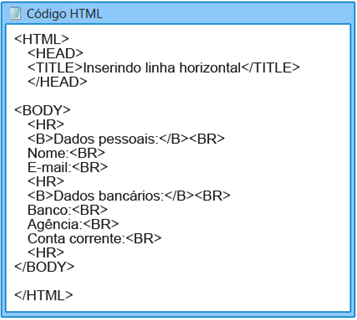 Código HTML
<HTML>
<HEAD>
<TITLE>Inserindo linha horizontal</TITLE>
</HEAD>
<BODY>
<HR>
<B>Dados pessoais:</B><BR>
Nome:<BR>
E-mail:<BR>
<HR>
<B>Dados bancários:</B><BR>
Banco:<BR>
Agência:<BR>
Conta corrente:<BR>
<HR>
</BODY>
</HTML>